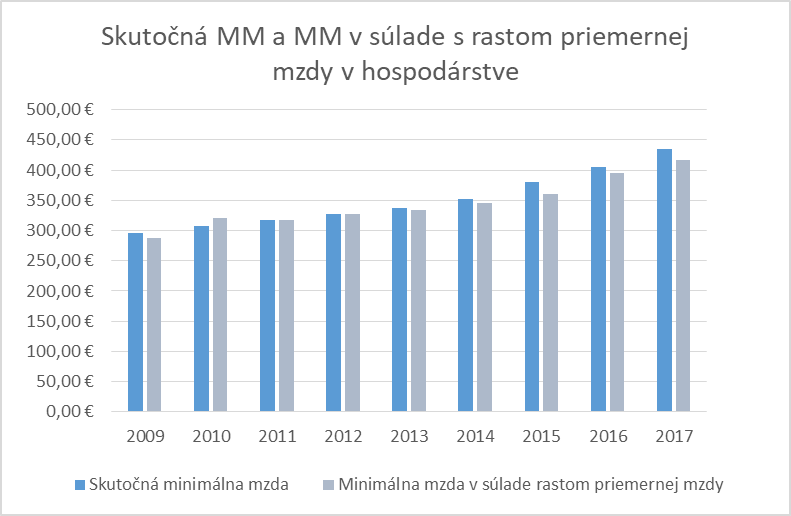 Skutočná MM a MM v súlade s rastom priemernej
mzdy v hospodárstve
500,00 €
450,00 €
400,00 €
350,00 €
300,00 €
250,00 €
200,00 €
150,00 €
100,00 €
50,00 €
0,00 €
2009 2010 2011 2012 2013 2014 2015 2016 2017
Skutočná minimálna mzda Minimálna mzda v súlade rastom priemernej mzdy